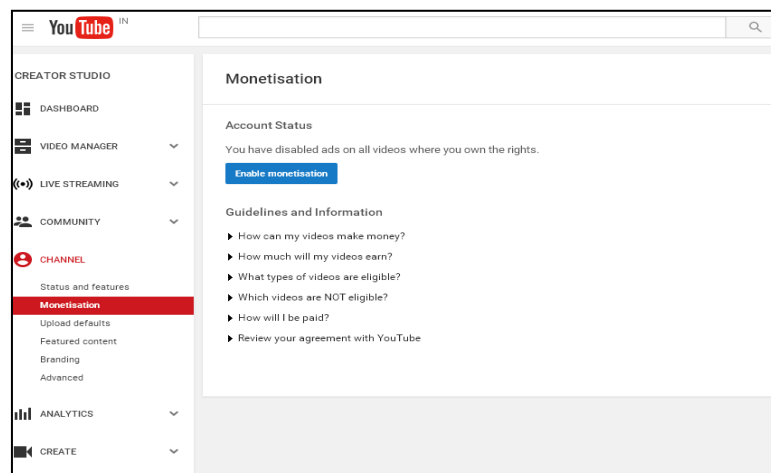 YouTube IN
CREATOR STUDIO
DASHBOARD
VIDEO MANAGER
LIVE STREAMING
COMMUNITY
CHANNEL
Status and features
Monetisation
Upload defaults
Featured content
Branding
Advanced
ANALYTICS
CREATE
Monetisation
Account Status
You have disabled ads on all videos where you own the rights.
Enable monetisation
Guidelines and Information
How can my videos make money?
How much will my videos earn?
What types of videos are eligible?
Which videos are NOT eligible?
How will I be paid?
Review your agreement with YouTube